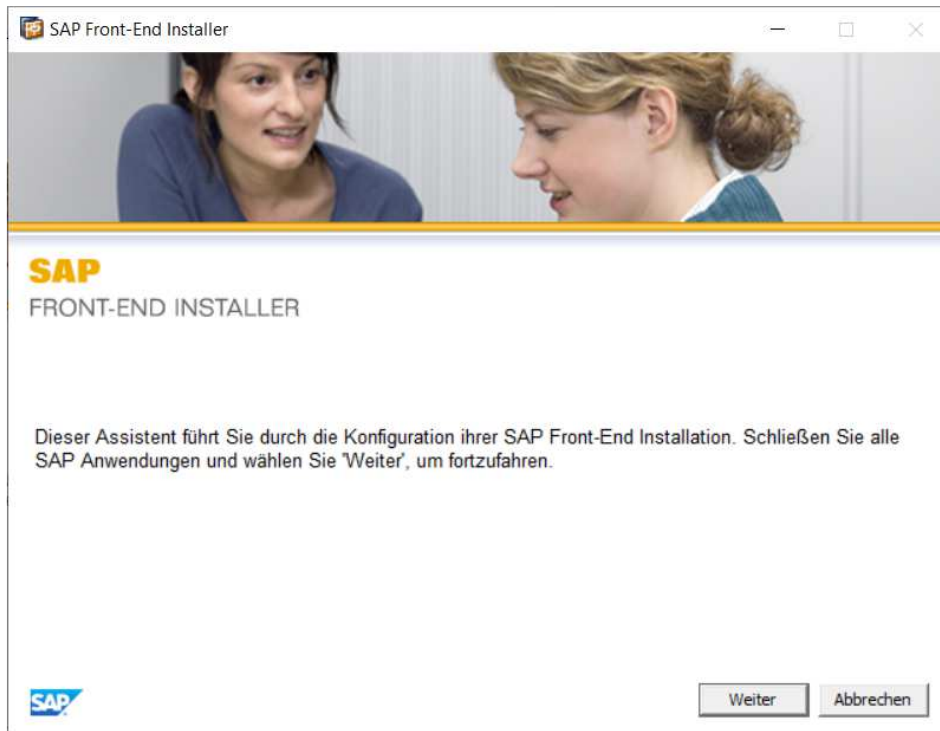 SAP Front-End Installer
SAP
FRONT-END INSTALLER
Dieser Assistent führt Sie durch die Konfiguration ihrer SAP Front-End Installation. Schließen Sie alle
SAP Anwendungen und wählen Sie 'Weiter', um fortzufahren.
SAP
Weiter
Abbrechen